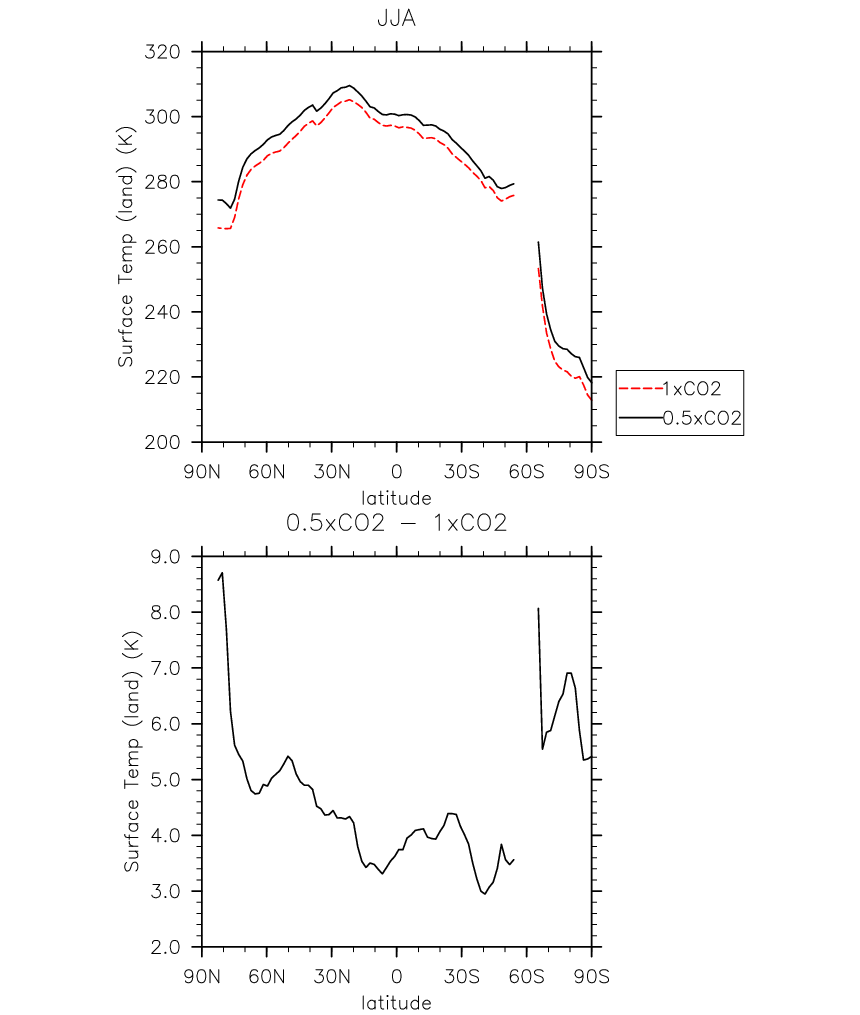 JJA
320
300
280
260
240
220
200
Surface Temp (land) (K)
90N 60N 30N 0 30S 60S 90S
latitude
1xCO2
0.5xCO2
0.5xCO2 − 1xCO2
9.0
8.0
7.0
6.0
5.0
4.0
3.0
2.0
Surface Temp (land) (K)
90N 60N 30N 0 30S 60S 90S
latitude